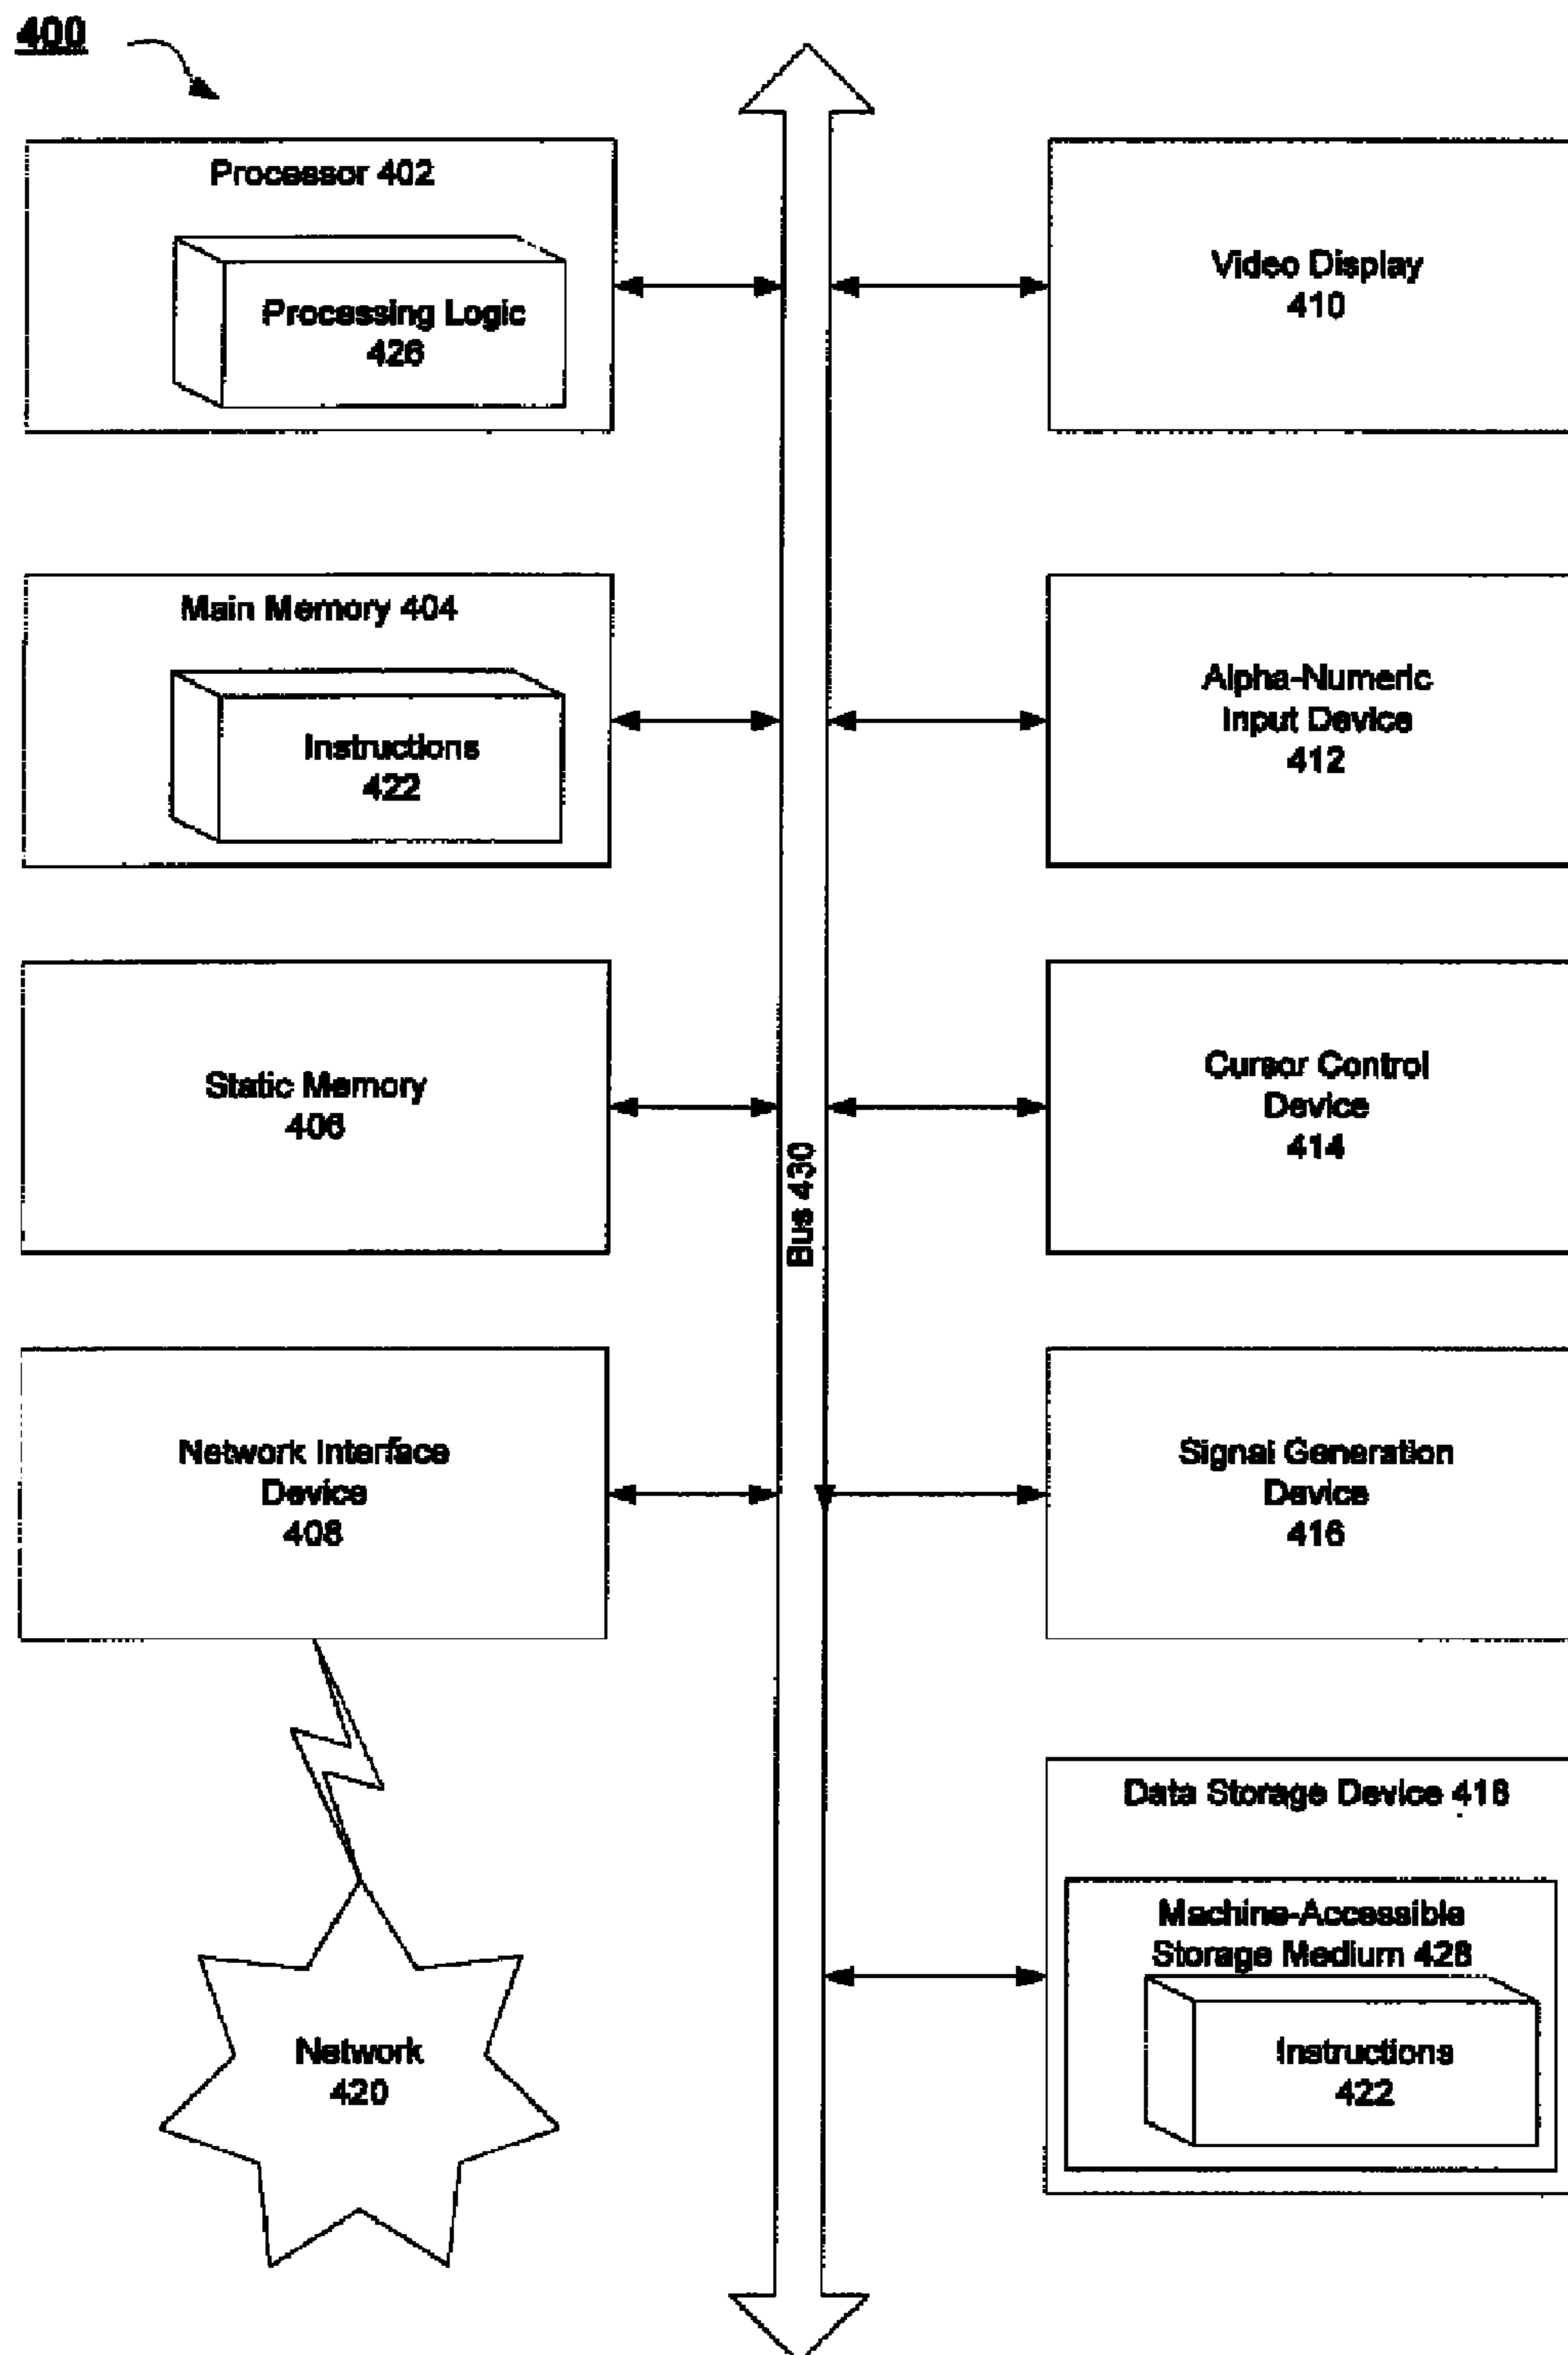 400
Processor 402
Processing Logic
426
Main Memory 404
Instructions
422
Static Memory
406
Network Interface
Device
408
Network
420
Bus 430
Video Display
410
Alpha-Numeric
Input Device
412
Cursor Control
Device
414
Signal Generation
Device
416
Data Storage Device 418
Machine-Accessible
Storage Medium 428
Instructions
422